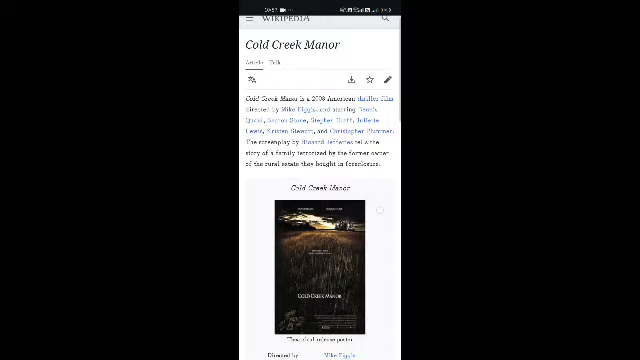 10:57
WIKIPEDIA
Cold Creek Manor
Article Talk
Cold Creek Manor is a 2003 American thriller film
directed by Mike Figgis, and starring Dennis
Quaid, Sharon Stone, Stephen Dorff, Juliette
Lewis, Kristen Stewart, and Christopher Plummer.
The screenplay by Richard Jefferies tells the
story of a family terrorized by the former owner
of the rural estate they bought in foreclosure.
Cold Creek Manor
COLD CREEK MANOR
Theatrical release poster
Directed by Mike Figgis